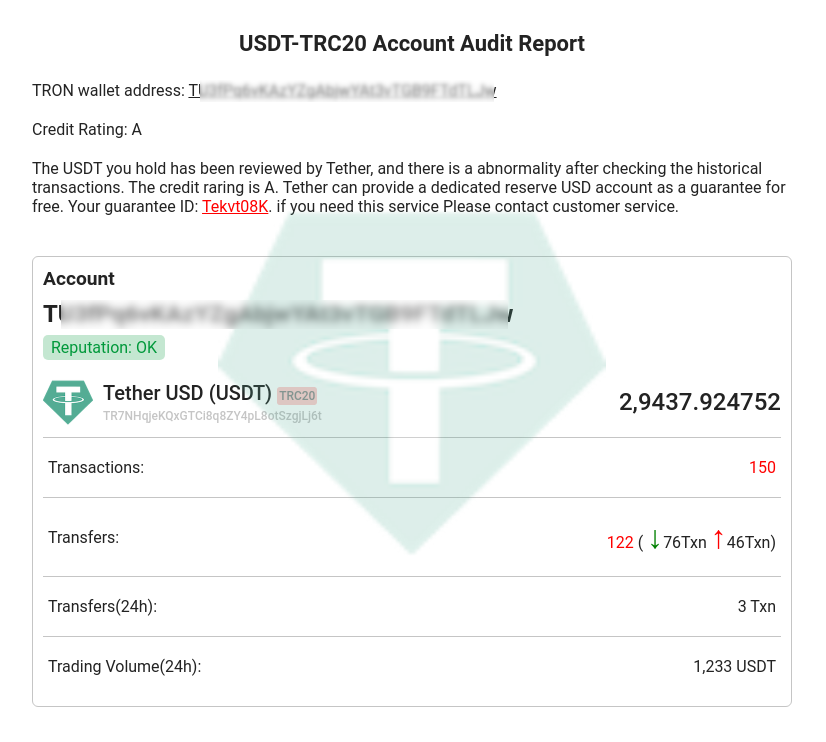 USDT-TRC20 Account Audit Report
TRON wallet address:
Credit Rating: A
The USDT you hold has been reviewed by Tether, and there is a abnormality after checking the historical
transactions. The credit raring is A. Tether can provide a dedicated reserve USD account as a guarantee for
free. Your guarantee ID: Tekvt08K. if you need this service Please contact customer service.
Account
Reputation: OK
Tether USD (USDT) TRC20
TR7NHqjeKQxGTCi8q8ZY4pL8otSzgjLj6t
2,9437.924752
Transactions: 150
Transfers: 122 ( ↓76Txn ↑46Txn)
Transfers(24h): 3 Txn
Trading Volume(24h): 1,233 USDT